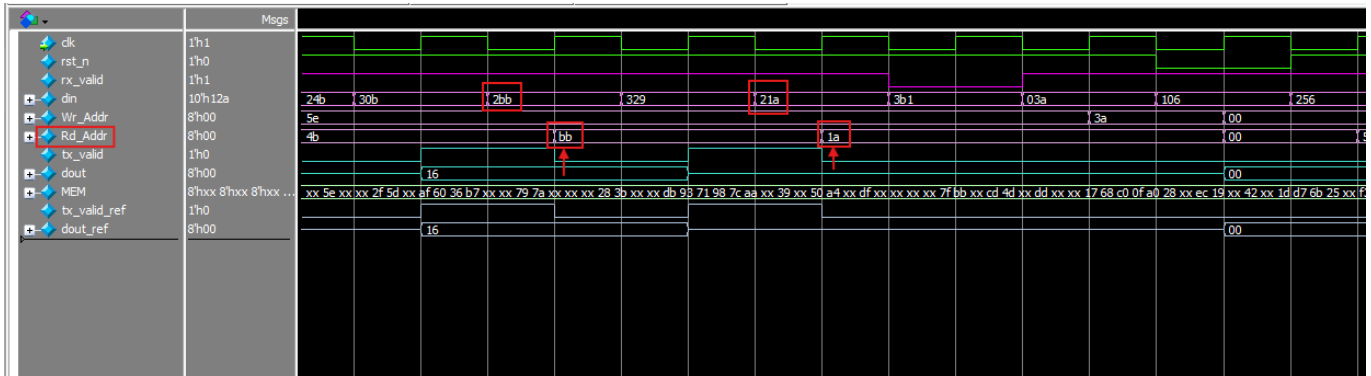 Msgs
clk 1'h1
rst_n 1'h0
rx_valid 1'h1
din 10'h12a 24b 30b 2bb 329 21a 3b1 03a 106 256
Wr_Addr 8'h00 5e 3a 00
Rd_Addr 8'h00 4b bb 1a 00
tx_valid 1'h0
dout 8'h00 16 00
MEM 8'hxx 8'hxx 8'hxx ... xx 5e xx xx 2f 5d xx af 60 36 b7 xx xx 79 7a xx xx xx 28 3b xx xx db 93 71 98 7c aa xx 39 xx 50 a4 xx df xx xx xx xx 7f bb xx cd 4d xx dd xx xx 17 68 c0 0f a0 28 xx ec 19 xx 42 xx 1d d7 6b 25 xx
tx_valid_ref 1'h0
dout_ref 8'h00 16 00